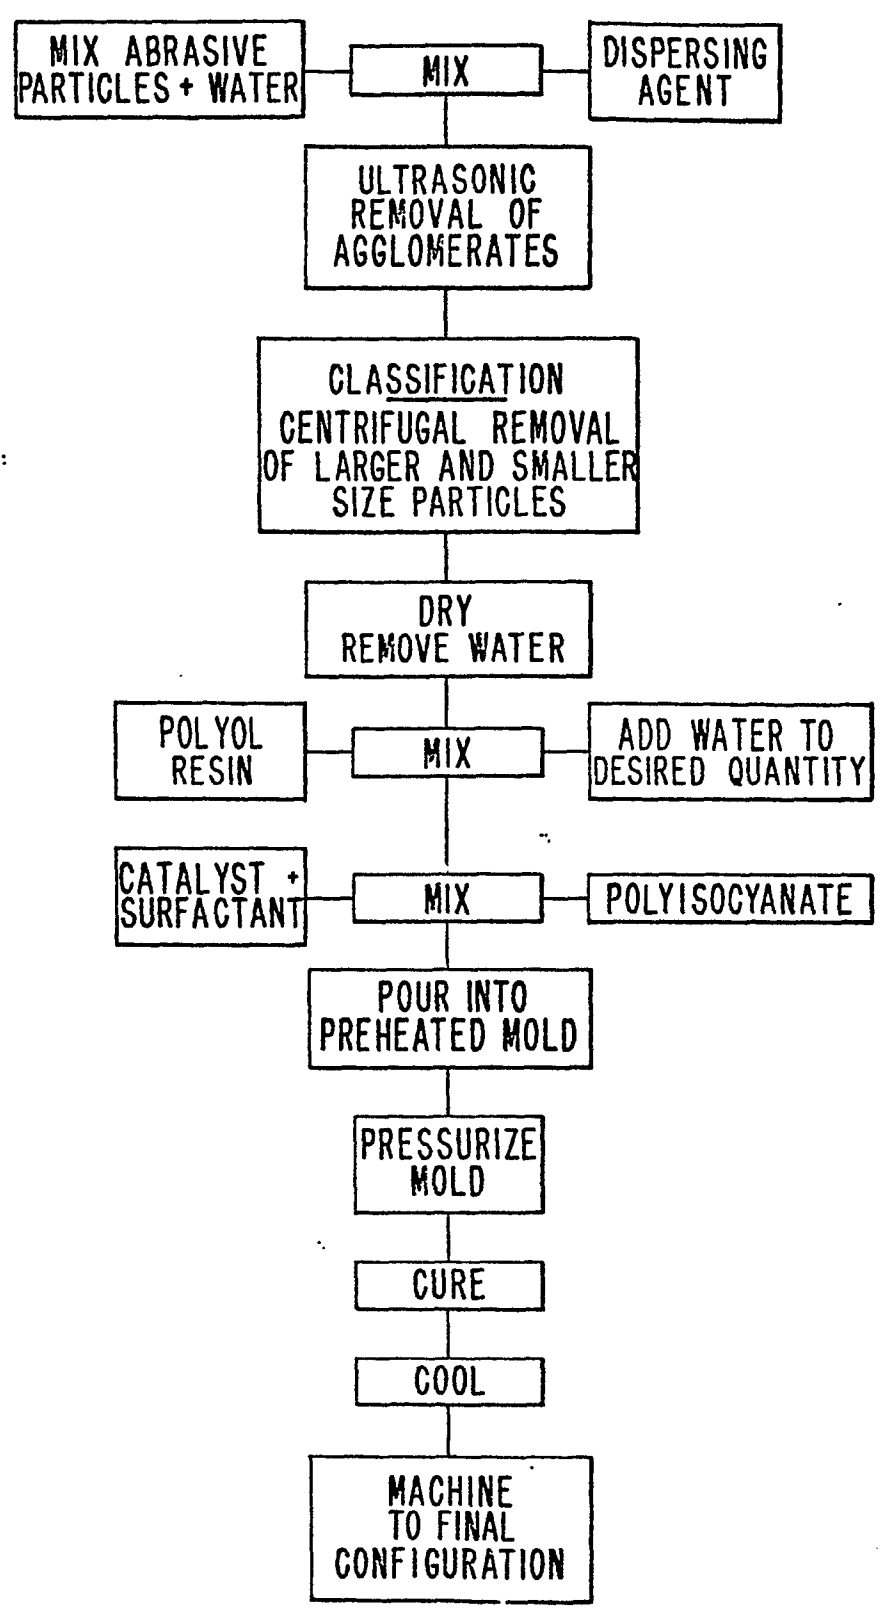 MIX ABRASIVE
PARTICLES + WATER
MIX
DISPERSING
AGENT
ULTRASONIC
REMOVAL OF
AGGLOMERATES
CLASSIFICATION
CENTRIFUGAL REMOVAL
OF LARGER AND SMALLER
SIZE PARTICLES
DRY
REMOVE WATER
POLYOL
RESIN
MIX
ADD WATER TO
DESIRED QUANTITY
CATALYST +
SURFACTANT
MIX
POLYISOCYANATE
POUR INTO
PREHEATED MOLD
PRESSURIZE
MOLD
CURE
COOL
MACHINE
TO FINAL
CONFIGURATION